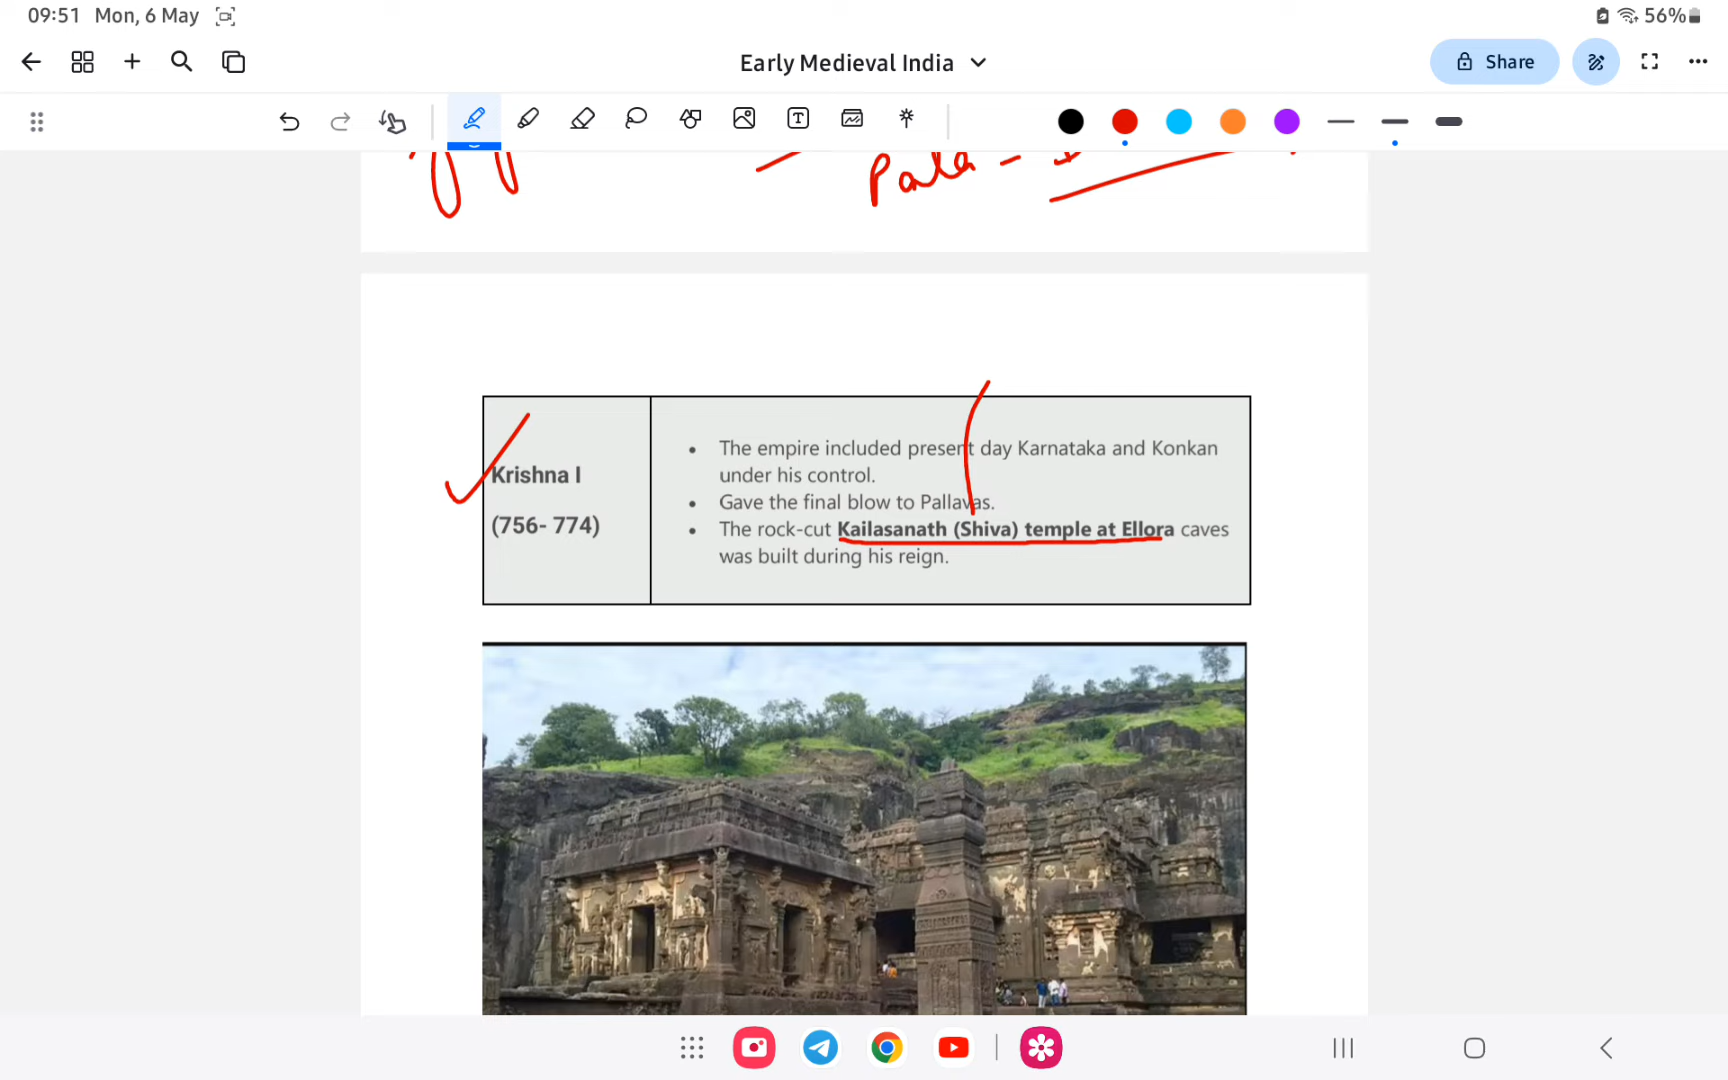 09:51 Mon, 6 May
56%
Early Medieval India
Share
Pala -
Krishna I
(756- 774)
• The empire included present day Karnataka and Konkan
under his control.
• Gave the final blow to Pallavas.
• The rock-cut Kailasanath (Shiva) temple at Ellora caves
was built during his reign.